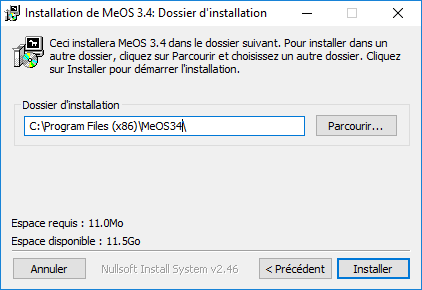 Installation de MeOS 3.4: Dossier d'installation
Ceci installera MeOS 3.4 dans le dossier suivant. Pour installer dans un
autre dossier, cliquez sur Parcourir et choisissez un autre dossier. Cliquez
sur Installer pour démarrer l'installation.
Dossier d'installation
C:\Program Files (x86)\MeOS34\
Parcourir...
Espace requis : 11.0Mo
Espace disponible : 11.5Go
Annuler
Nullsoft Install System v2.46
< Précédent
Installer